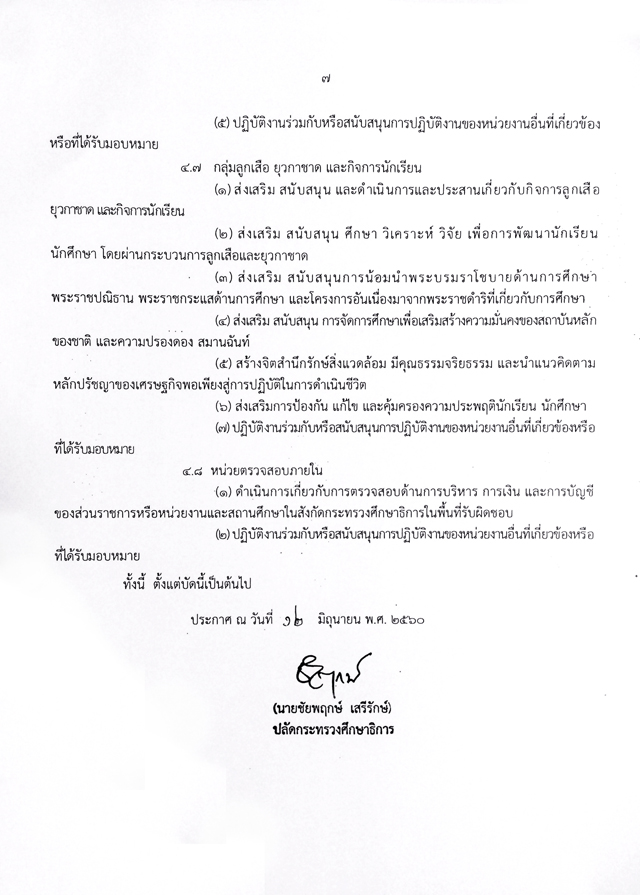 ๗
(๕) ปฏิบัติงานร่วมกับหรือสนับสนุนการปฏิบัติงานของหน่วยงานอื่นที่เกี่ยวข้อง
หรือที่ได้รับมอบหมาย
๔.๗ กลุ่มลูกเสือ ยุวกาชาด และกิจการนักเรียน
(๑) ส่งเสริม สนับสนุน และดำเนินการและประสานเกี่ยวกับกิจการลูกเสือ
ยุวกาชาด และกิจการนักเรียน
(๒) ส่งเสริม สนับสนุน ศึกษา วิเคราะห์ วิจัย เพื่อการพัฒนานักเรียน
นักศึกษา โดยผ่านกระบวนการลูกเสือและยุวกาชาด
(๓) ส่งเสริม สนับสนุนการน้อมนำพระบรมราโชบายด้านการศึกษา
พระราชปณิธาน พระราชกระแสด้านการศึกษา และโครงการอันเนื่องมาจากพระราชดำริที่เกี่ยวกับการศึกษา
(๔) ส่งเสริม สนับสนุน การจัดการศึกษาเพื่อเสริมสร้างความมั่นคงของสถาบันหลัก
ของชาติ และความปรองดอง สมานฉันท์
(๕) สร้างจิตสำนึกรักษ์สิ่งแวดล้อม มีคุณธรรมจริยธรรม และนำแนวคิดตาม
หลักปรัชญาของเศรษฐกิจพอเพียงสู่การปฏิบัติในการดำเนินชีวิต
(๖) ส่งเสริมการป้องกัน แก้ไข และคุ้มครองความประพฤตินักเรียน นักศึกษา
(๗) ปฏิบัติงานร่วมกับหรือสนับสนุนการปฏิบัติงานของหน่วยงานอื่นที่เกี่ยวข้องหรือ
ที่ได้รับมอบหมาย
๔.๘ หน่วยตรวจสอบภายใน
(๑) ดำเนินการเกี่ยวกับการตรวจสอบด้านการบริหาร การเงิน และการบัญชี
ของส่วนราชการหรือหน่วยงานและสถานศึกษาในสังกัดกระทรวงศึกษาธิการในพื้นที่รับผิดชอบ
(๒) ปฏิบัติงานร่วมกับหรือสนับสนุนการปฏิบัติงานของหน่วยงานอื่นที่เกี่ยวข้องหรือ
ที่ได้รับมอบหมาย
ทั้งนี้ ตั้งแต่บัดนี้เป็นต้นไป
ประกาศ ณ วันที่ ๑๒ มิถุนายน พ.ศ. ๒๕๖๐
(นายชัยพฤกษ์ เสรีรักษ์)
ปลัดกระทรวงศึกษาธิการ